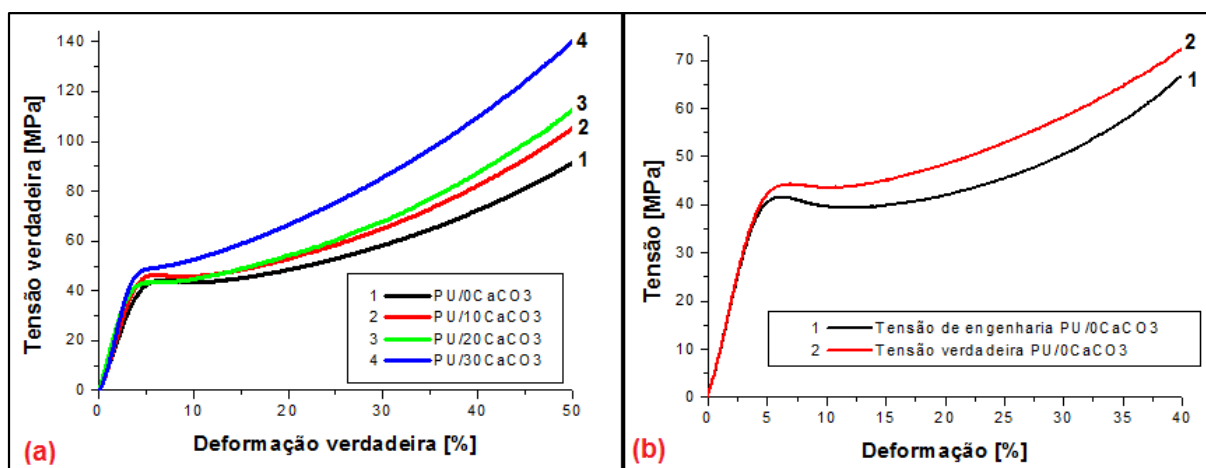 Tensão verdadeira [MPa]
140
120
100
80
60
40
20
0
4
3
2
1
1 PU/0CaCO3
2 PU/10CaCO3
3 PU/20CaCO3
4 PU/30CaCO3
0 10 20 30 40 50
Deformação verdadeira [%]
(a)
Tensão [MPa]
70
60
50
40
30
20
10
0
2
1
1 Tensão de engenharia PU/0CaCO3
2 Tensão verdadeira PU/0CaCO3
0 5 10 15 20 25 30 35 40
Deformação [%]
(b)